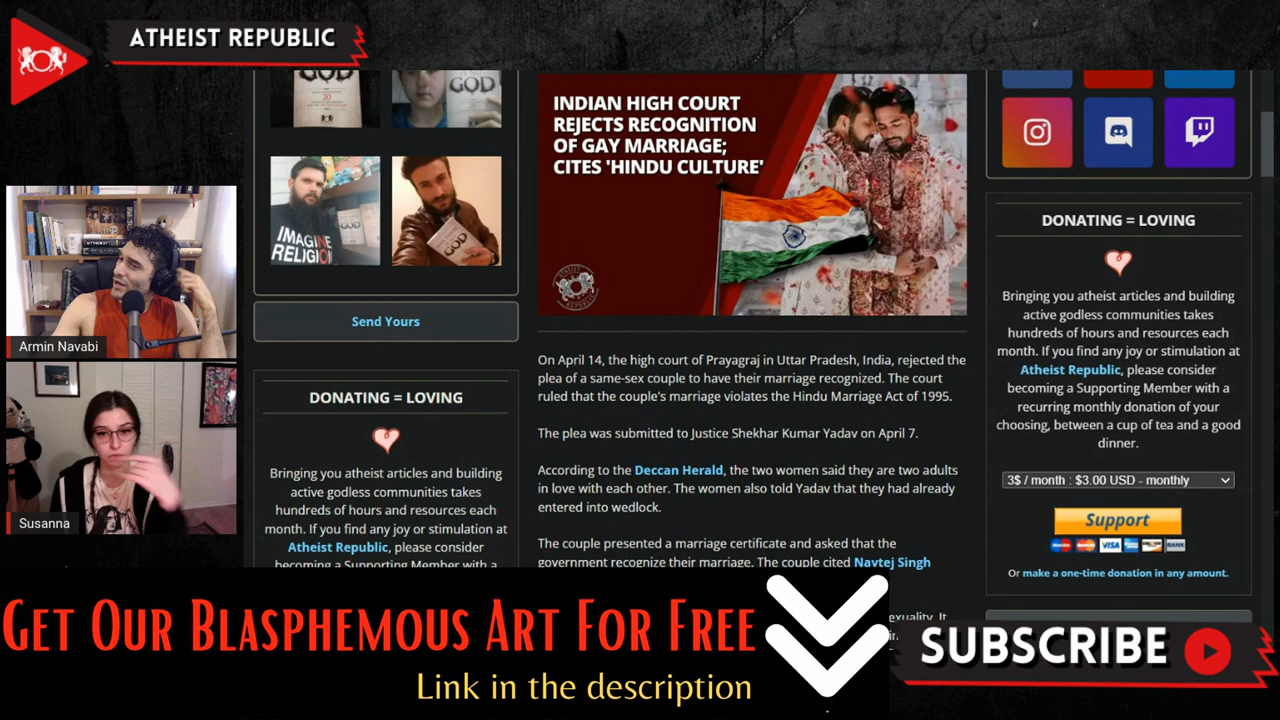 ATHEIST REPUBLIC
GOD
GOD
IMAGINE
RELIGION
GOD
Send Yours
DONATING = LOVING
Bringing you atheist articles and building
active godless communities takes
hundreds of hours and resources each
month. If you find any joy or stimulation at
Atheist Republic, please consider
becoming a Supporting Member with a
INDIAN HIGH COURT
REJECTS RECOGNITION
OF GAY MARRIAGE;
CITES 'HINDU CULTURE'
On April 14, the high court of Prayagraj in Uttar Pradesh, India, rejected the
plea of a same-sex couple to have their marriage recognized. The court
ruled that the couple's marriage violates the Hindu Marriage Act of 1995.
The plea was submitted to Justice Shekhar Kumar Yadav on April 7.
According to the Deccan Herald, the two women said they are two adults
in love with each other. The women also told Yadav that they had already
entered into wedlock.
The couple presented a marriage certificate and asked that the
government recognize their marriage. The couple cited Navtej Singh
exuality. It
DONATING = LOVING
Bringing you atheist articles and building
active godless communities takes
hundreds of hours and resources each
month. If you find any joy or stimulation at
Atheist Republic, please consider
becoming a Supporting Member with a
recurring monthly donation of your
choosing, between a cup of tea and a good
dinner.
3$ / month : $3.00 USD - monthly
Support
VISA
BANK
Or make a one-time donation in any amount.
Armin Navabi
Susanna
GET OUR BLASPHEMOUS ART FOR FREE
Link in the description
SUBSCRIBE